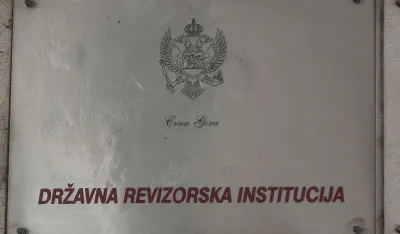 Crna Gora
DRŽAVNA REVIZORSKA INSTITUCIJA